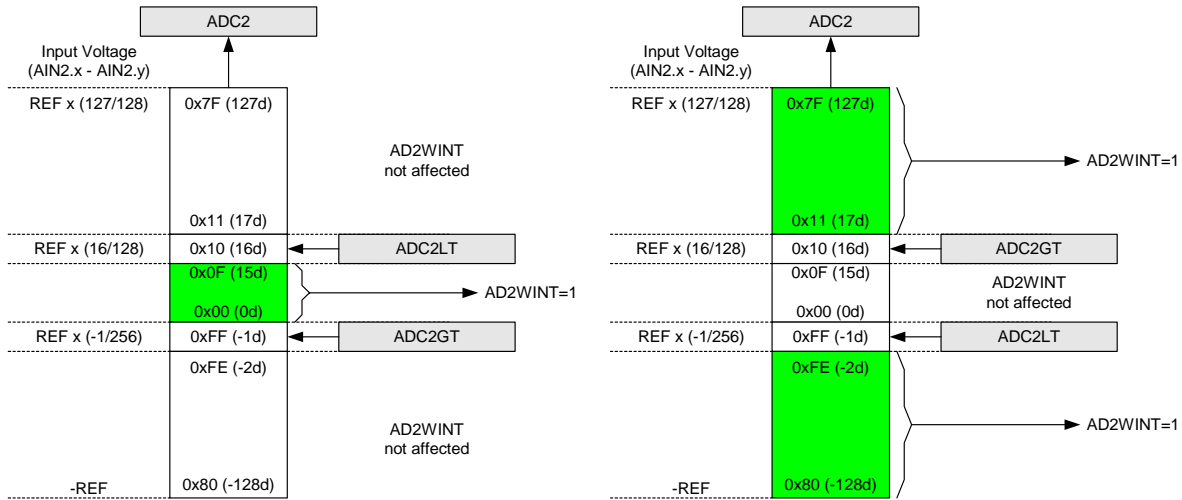 ADC2
Input Voltage
(AIN2.x - AIN2.y)
REF x (127/128)
0x7F (127d)
AD2WINT
not affected
0x11 (17d)
REF x (16/128)
0x10 (16d)
ADC2LT
0x0F (15d)
AD2WINT=1
0x00 (0d)
REF x (-1/256)
0xFF (-1d)
ADC2GT
0xFE (-2d)
AD2WINT
not affected
-REF
0x80 (-128d)
ADC2
Input Voltage
(AIN2.x - AIN2.y)
REF x (127/128)
0x7F (127d)
AD2WINT=1
0x11 (17d)
REF x (16/128)
0x10 (16d)
ADC2GT
0x0F (15d)
AD2WINT
not affected
0x00 (0d)
REF x (-1/256)
0xFF (-1d)
ADC2LT
0xFE (-2d)
AD2WINT=1
-REF
0x80 (-128d)